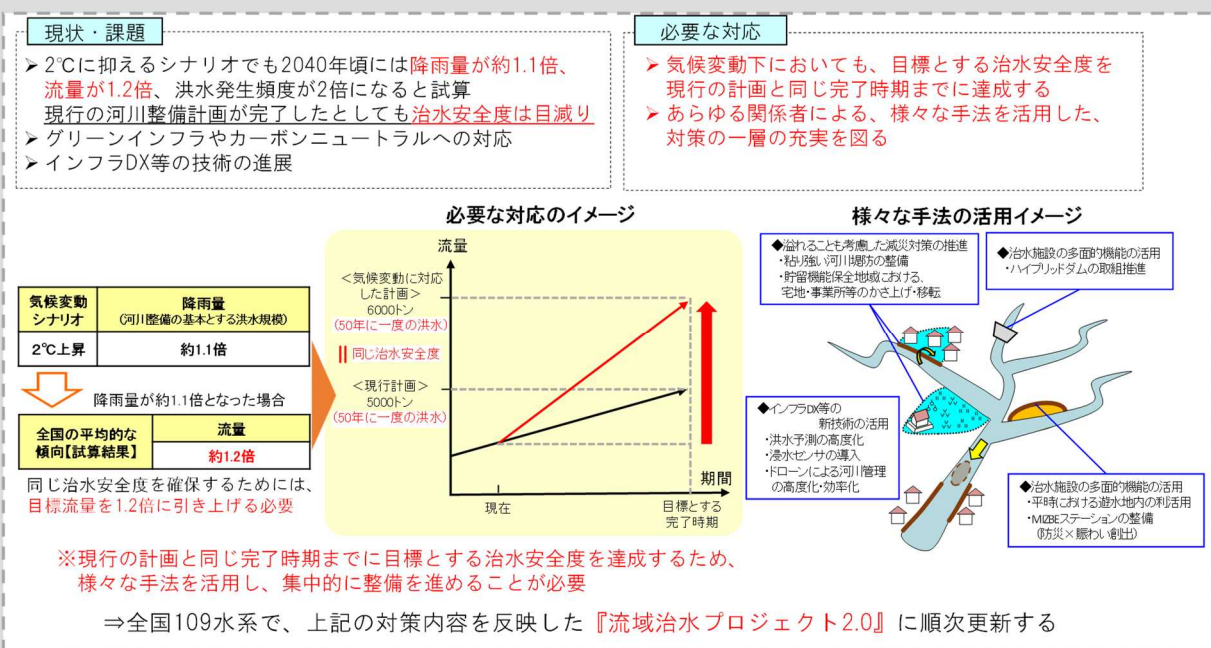 現状・課題
➢ 2℃に抑えるシナリオでも2040年頃には降雨量が約1.1倍、
流量が1.2倍、洪水発生頻度が2倍になると試算
現行の河川整備計画が完了したとしても治水安全度は目減り
➢ グリーンインフラやカーボンニュートラルへの対応
➢ インフラDX等の技術の進展
必要な対応
➢ 気候変動下においても、目標とする治水安全度を
現行の計画と同じ完了時期までに達成する
➢ あらゆる関係者による、様々な手法を活用した、
対策の一層の充実を図る
気候変動
シナリオ
降雨量
(河川整備の基本とする洪水規模)
2℃上昇
約1.1倍
降雨量が約1.1倍となった場合
全国の平均的な
傾向【試算結果】
流量
約1.2倍
同じ治水安全度を確保するためには、
目標流量を1.2倍に引き上げる必要
必要な対応のイメージ
流量
<気候変動に対応
した計画>
6000トン
(50年に一度の洪水)
同じ治水安全度
<現行計画>
5000トン
(50年に一度の洪水)
期間
現在
目標とする
完了時期
様々な手法の活用イメージ
◆溢れることも考慮した減災対策の推進
・粘り強い河川堤防の整備
・貯留機能保全地域における、
宅地・事業所等のかさ上げ・移転
◆治水施設の多面的機能の活用
・ハイブリッドダムの取組推進
◆インフラDX等の
新技術の活用
・洪水予測の高度化
・浸水センサの導入
・ドローンによる河川管理
の高度化・効率化
◆治水施設の多面的機能の活用
・平時における遊水地内の利活用
・MIZBEステーションの整備
(防災×賑わい創出)
※現行の計画と同じ完了時期までに目標とする治水安全度を達成するため、
様々な手法を活用し、集中的に整備を進めることが必要
⇒全国109水系で、上記の対策内容を反映した『流域治水プロジェクト2.0』に順次更新する